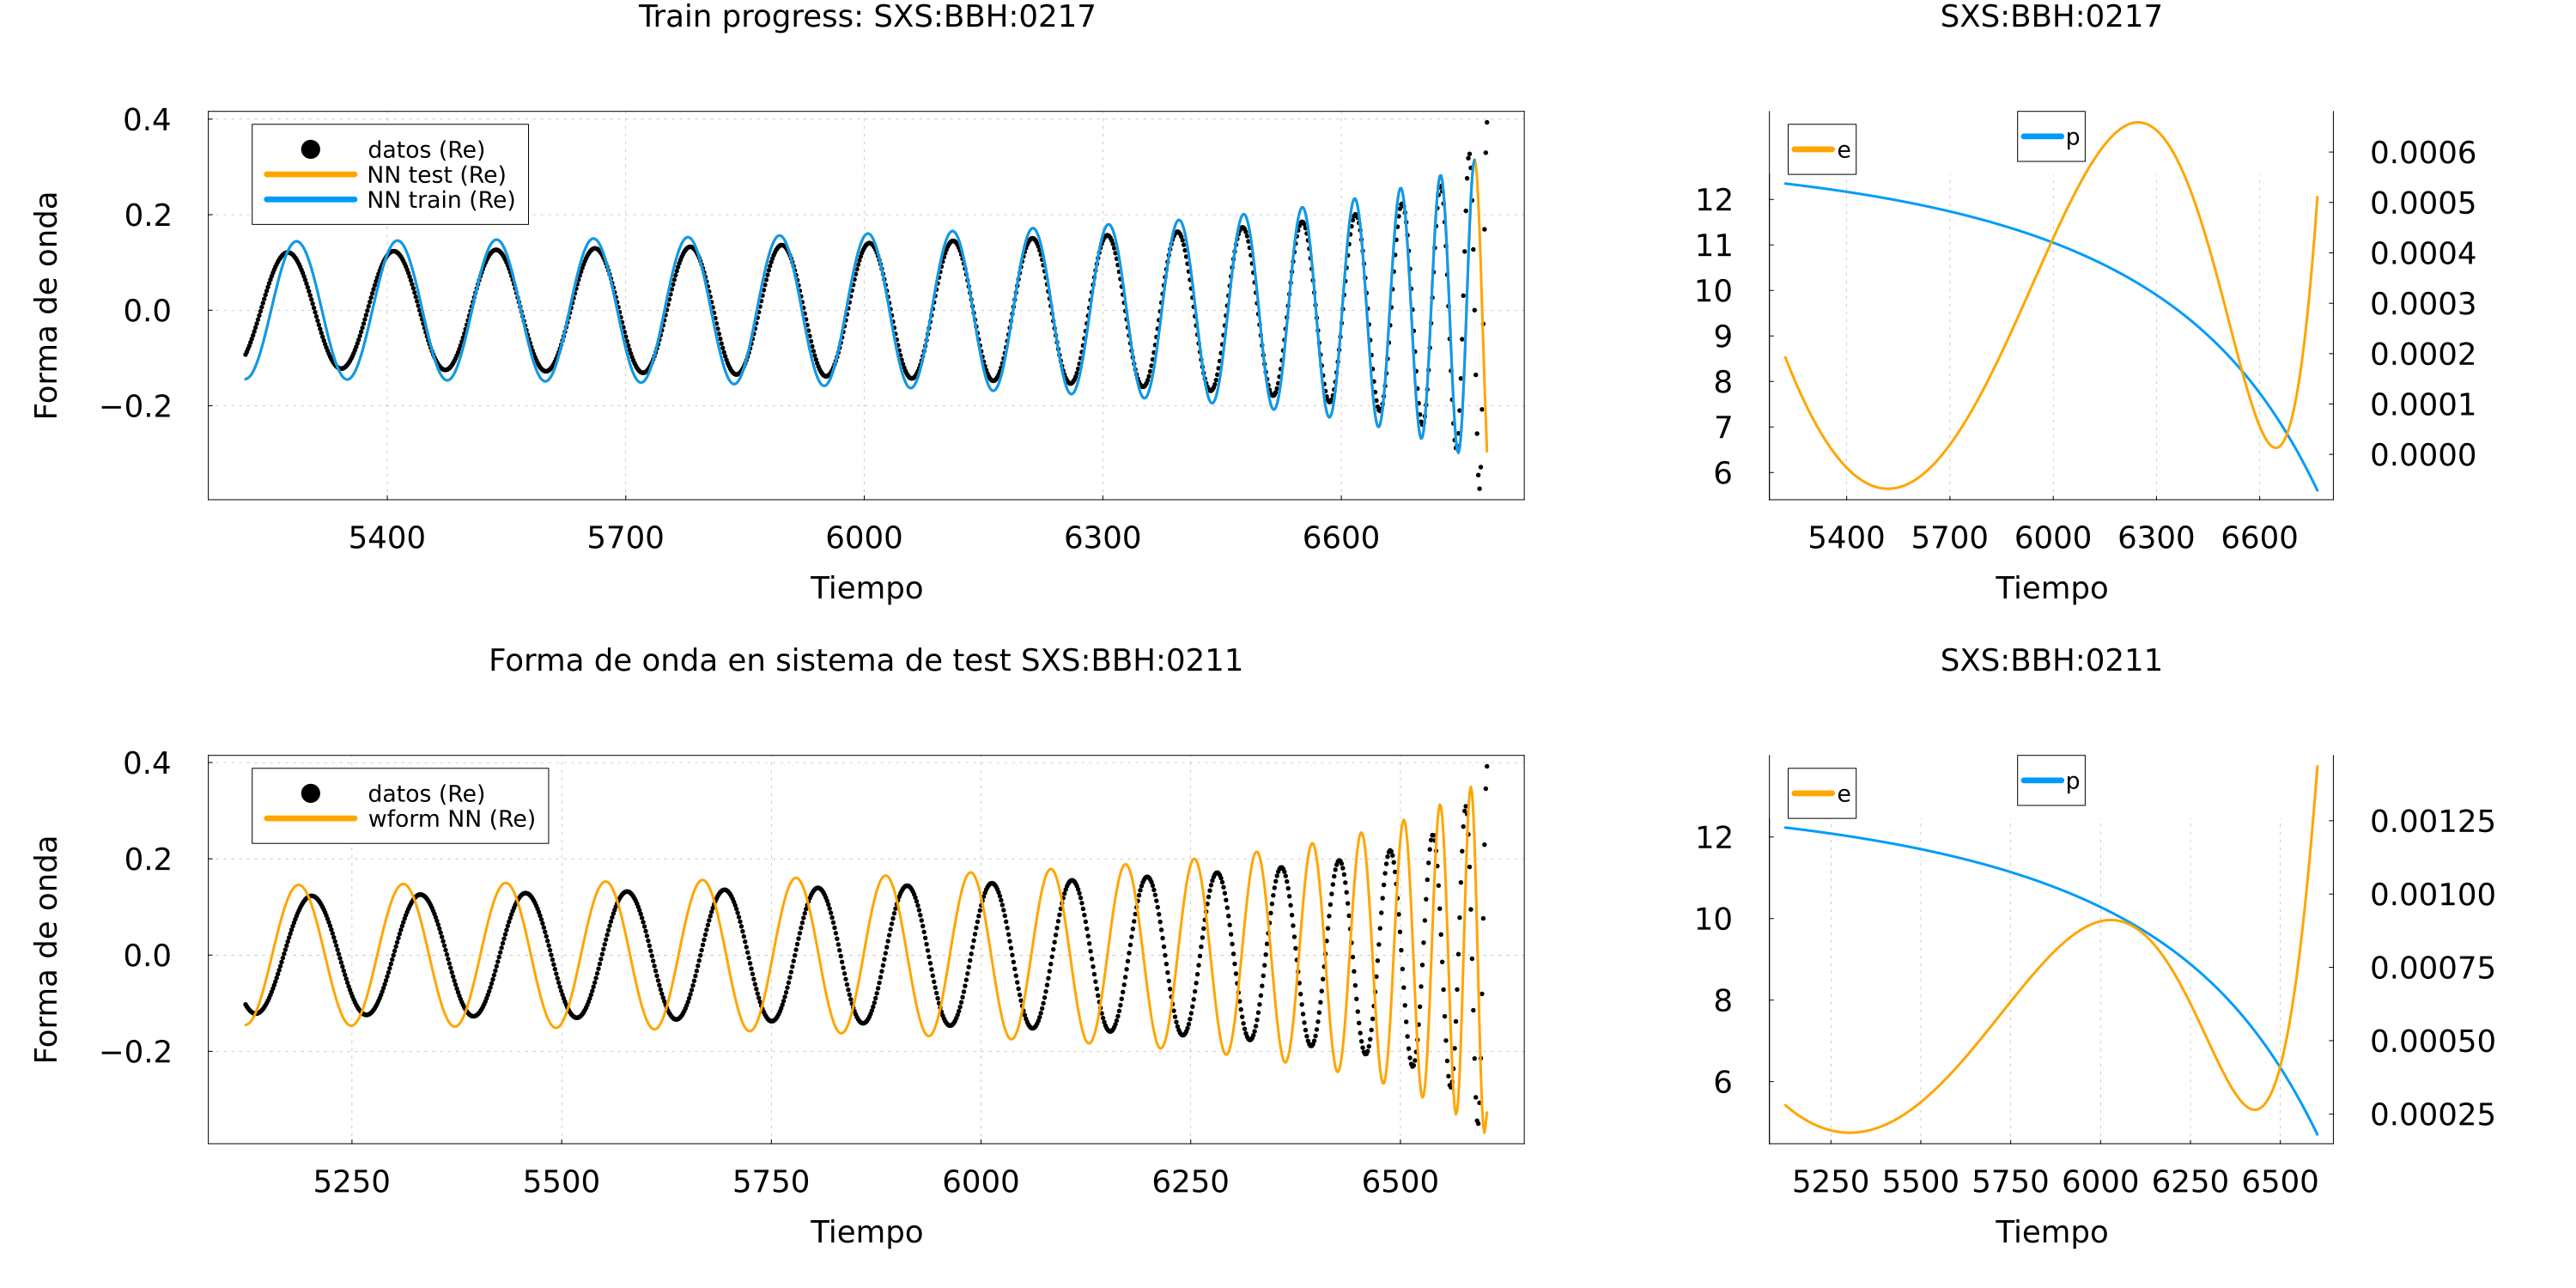 Train progress: SXS:BBH:0217
0.4
0.2
0.0
−0.2
Forma de onda
datos (Re)
NN test (Re)
NN train (Re)
5400 5700 6000 6300 6600
Tiempo
SXS:BBH:0217
e
p
12
11
10
9
8
7
6
0.0006
0.0005
0.0004
0.0003
0.0002
0.0001
0.0000
5400 5700 6000 6300 6600
Tiempo
Forma de onda en sistema de test SXS:BBH:0211
0.4
0.2
0.0
−0.2
Forma de onda
datos (Re)
wform NN (Re)
5250 5500 5750 6000 6250 6500
Tiempo
SXS:BBH:0211
e
p
12
10
8
6
0.00125
0.00100
0.00075
0.00050
0.00025
5250 5500 5750 6000 6250 6500
Tiempo